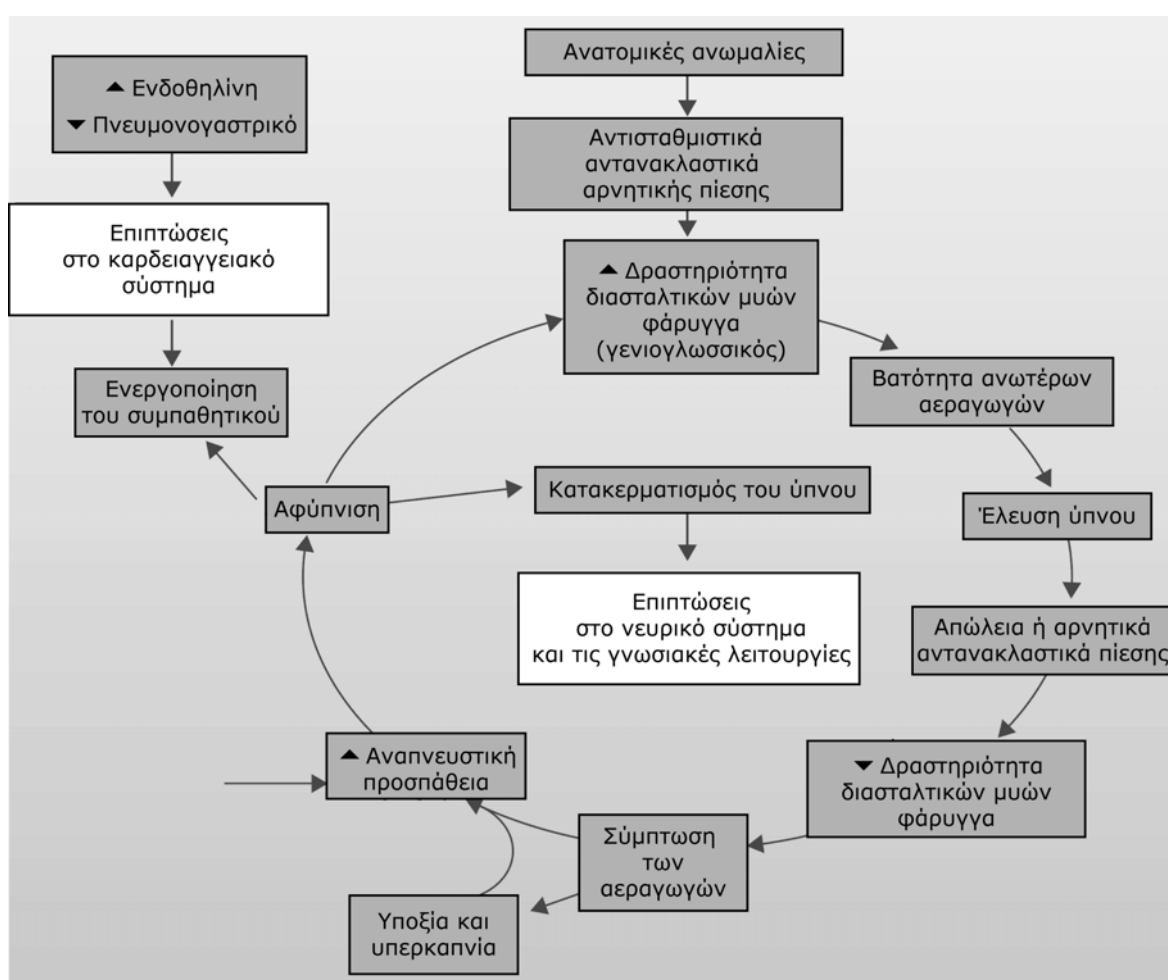 ▲ Ενδοθηλίνη
▼ Πνευμονογαστρικό
Επιπτώσεις
στο καρδειαγγειακό
σύστημα
Ενεργοποίηση
του συμπαθητικού
Ανατομικές ανωμαλίες
Αντισταθμιστικά
αντανακλαστικά
αρνητικής πίεσης
▲ Δραστηριότητα
διασταλτικών μυών
φάρυγγα
(γενιογλωσσικός)
Βατότητα ανωτέρων
αεραγωγών
Έλευση ύπνου
Απώλεια ή αρνητικά
αντανακλαστικά πίεσης
▼ Δραστηριότητα
διασταλτικών μυών
φάρυγγα
Σύμπτωση
των
αεραγωγών
Υποξία και
υπερκαπνία
▲ Αναπνευστική
προσπάθεια
Αφύπνιση
Κατακερματισμός του ύπνου
Επιπτώσεις
στο νευρικό σύστημα
και τις γνωσιακές λειτουργίες